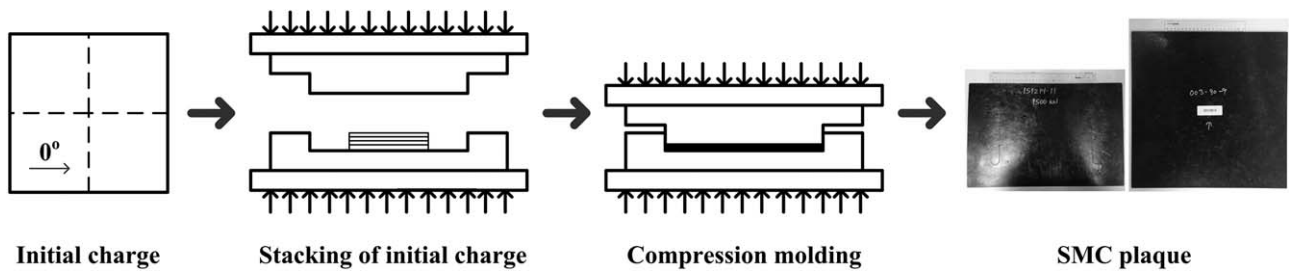 0°
Initial charge
Stacking of initial charge
Compression molding
SMC plaque